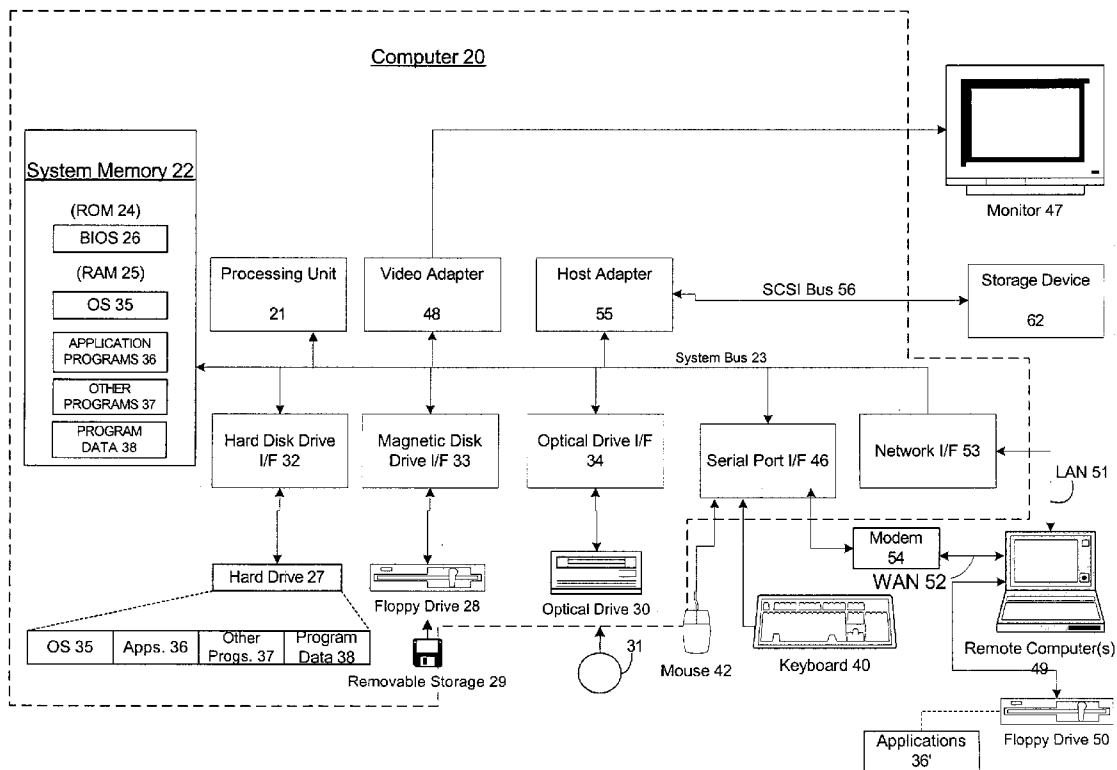 Computer 20
System Memory 22
(ROM 24)
BIOS 26
(RAM 25)
OS 35
APPLICATION
PROGRAMS 36
OTHER
PROGRAMS 37
PROGRAM
DATA 38
Monitor 47
Processing Unit
21
Video Adapter
48
Host Adapter
55
SCSI Bus 56
Storage Device
62
System Bus 23
Hard Disk Drive
I/F 32
Magnetic Disk
Drive I/F 33
Optical Drive I/F
34
Serial Port I/F 46
Network I/F 53
LAN 51
Modem
54
WAN 52
Hard Drive 27
Floppy Drive 28
Optical Drive 30
OS 35
Apps. 36
Other
Progs. 37
Program
Data 38
Removable Storage 29
31
Mouse 42
Keyboard 40
Remote Computer(s)
49
Floppy Drive 50
Applications
36'